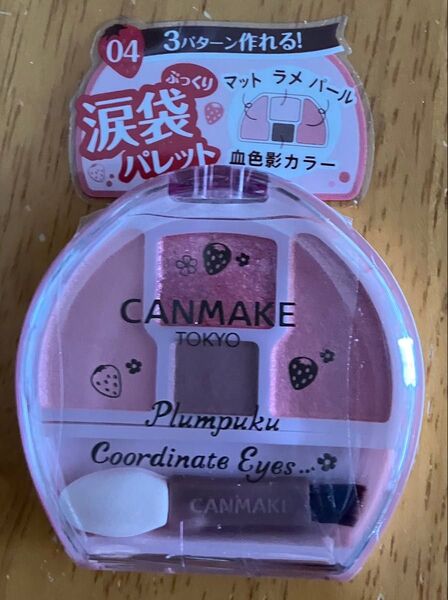 04
3パターン作れる!
ぷっくり
涙袋
パレット
マット ラメ パール
血色影カラー
CANMAKE
TOKYO
Plumpuku
Coordinate Eyes...
CANMAKE